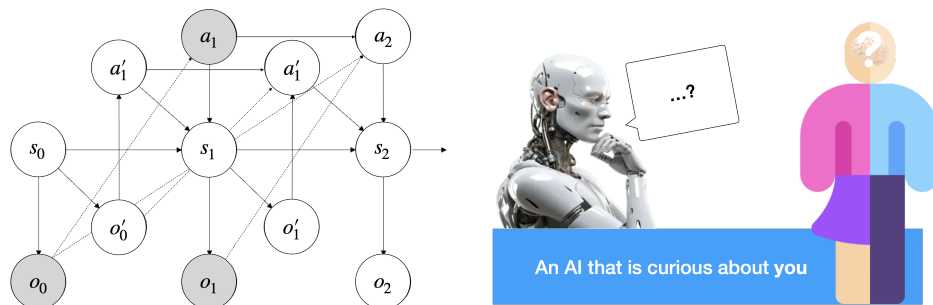 a₁ a₂
a′₁ a′₁
s₀ s₁ s₂
o′₀ o′₁
o₀ o₁ o₂
...?
?
An AI that is curious about you